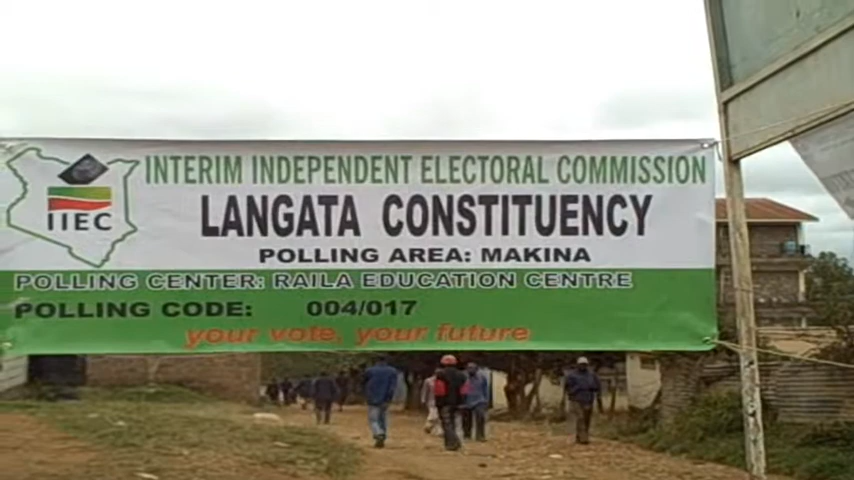 INTERIM INDEPENDENT ELECTORAL COMMISSION
IIEC
LANGATA CONSTITUENCY
POLLING AREA: MAKINA
POLLING CENTER: RAILA EDUCATION CENTRE
POLLING CODE: 004/017
your vote, your future